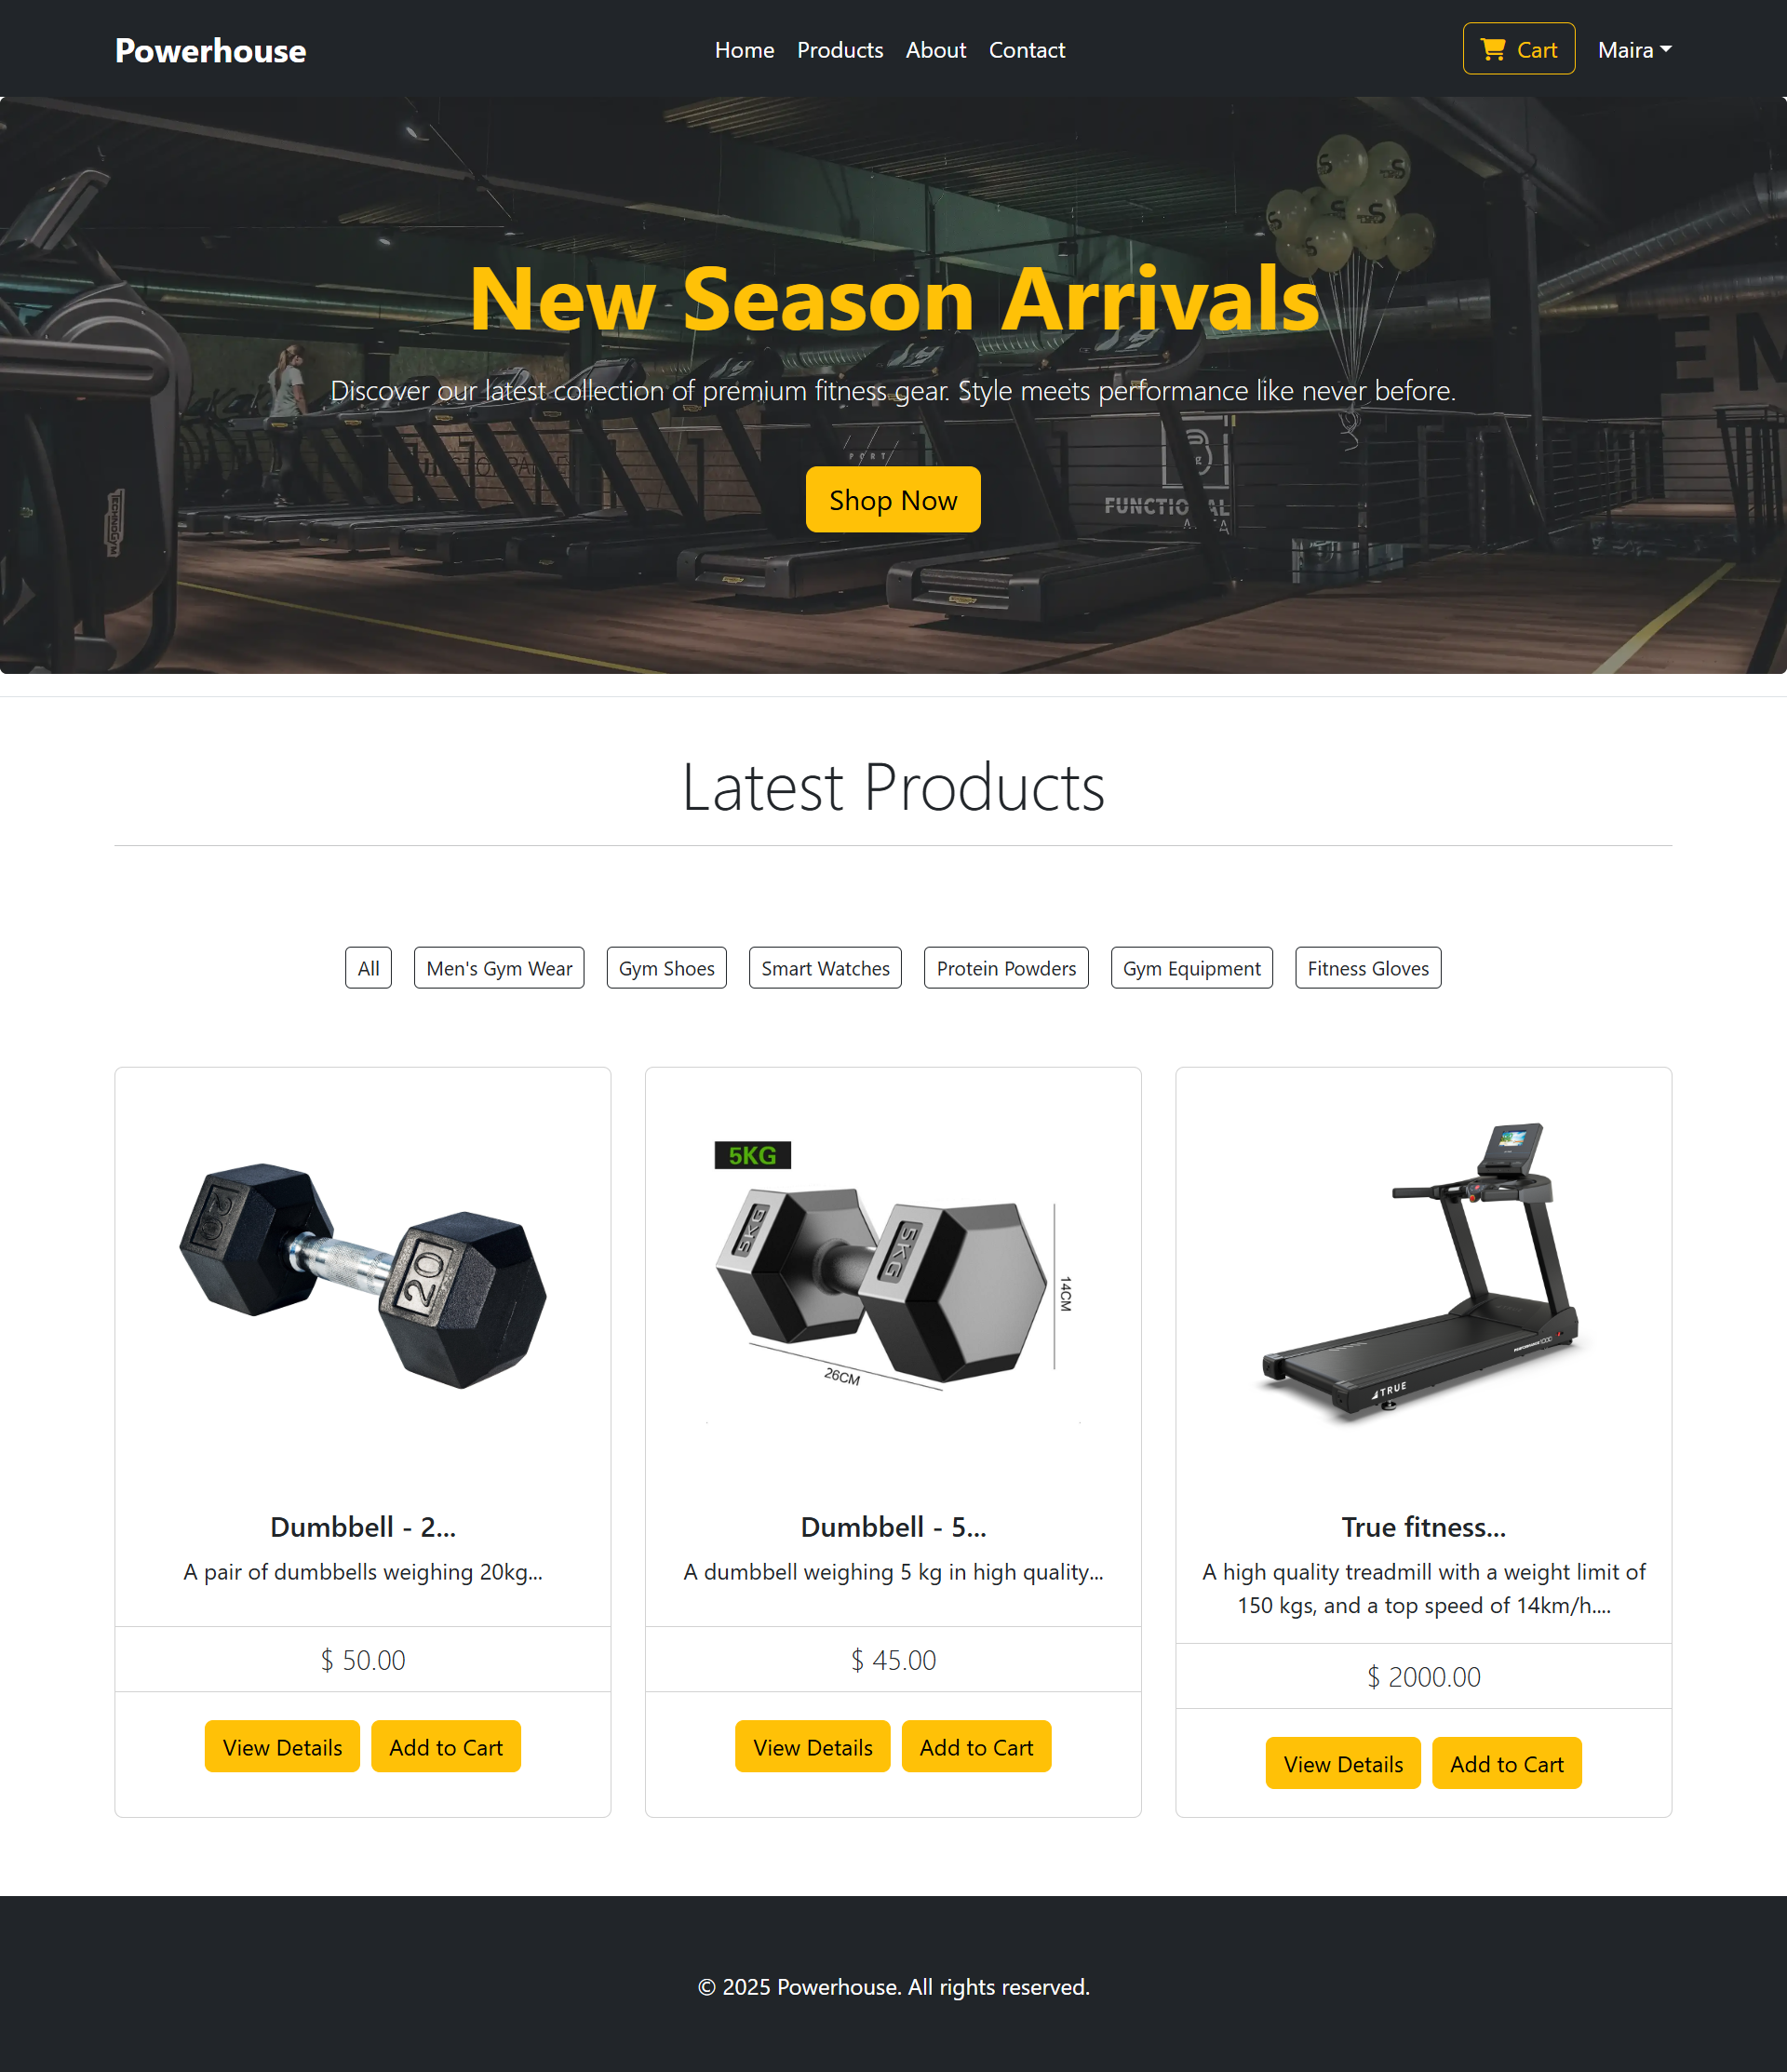 Powerhouse
Home Products About Contact
Cart
Maira
New Season Arrivals
Discover our latest collection of premium fitness gear. Style meets performance like never before.
PORT
FUNCTIONAL
TECHNOGYM
EM
Shop Now
Latest Products
All Men's Gym Wear Gym Shoes Smart Watches Protein Powders Gym Equipment Fitness Gloves
20
20
5KG
5KG
5KG
14CM
26CM
TRUE
Dumbbell - 2...
A pair of dumbbells weighing 20kg...
$ 50.00
View Details Add to Cart
Dumbbell - 5...
A dumbbell weighing 5 kg in high quality...
$ 45.00
View Details Add to Cart
True fitness...
A high quality treadmill with a weight limit of
150 kgs, and a top speed of 14km/h....
$ 2000.00
View Details Add to Cart
© 2025 Powerhouse. All rights reserved.